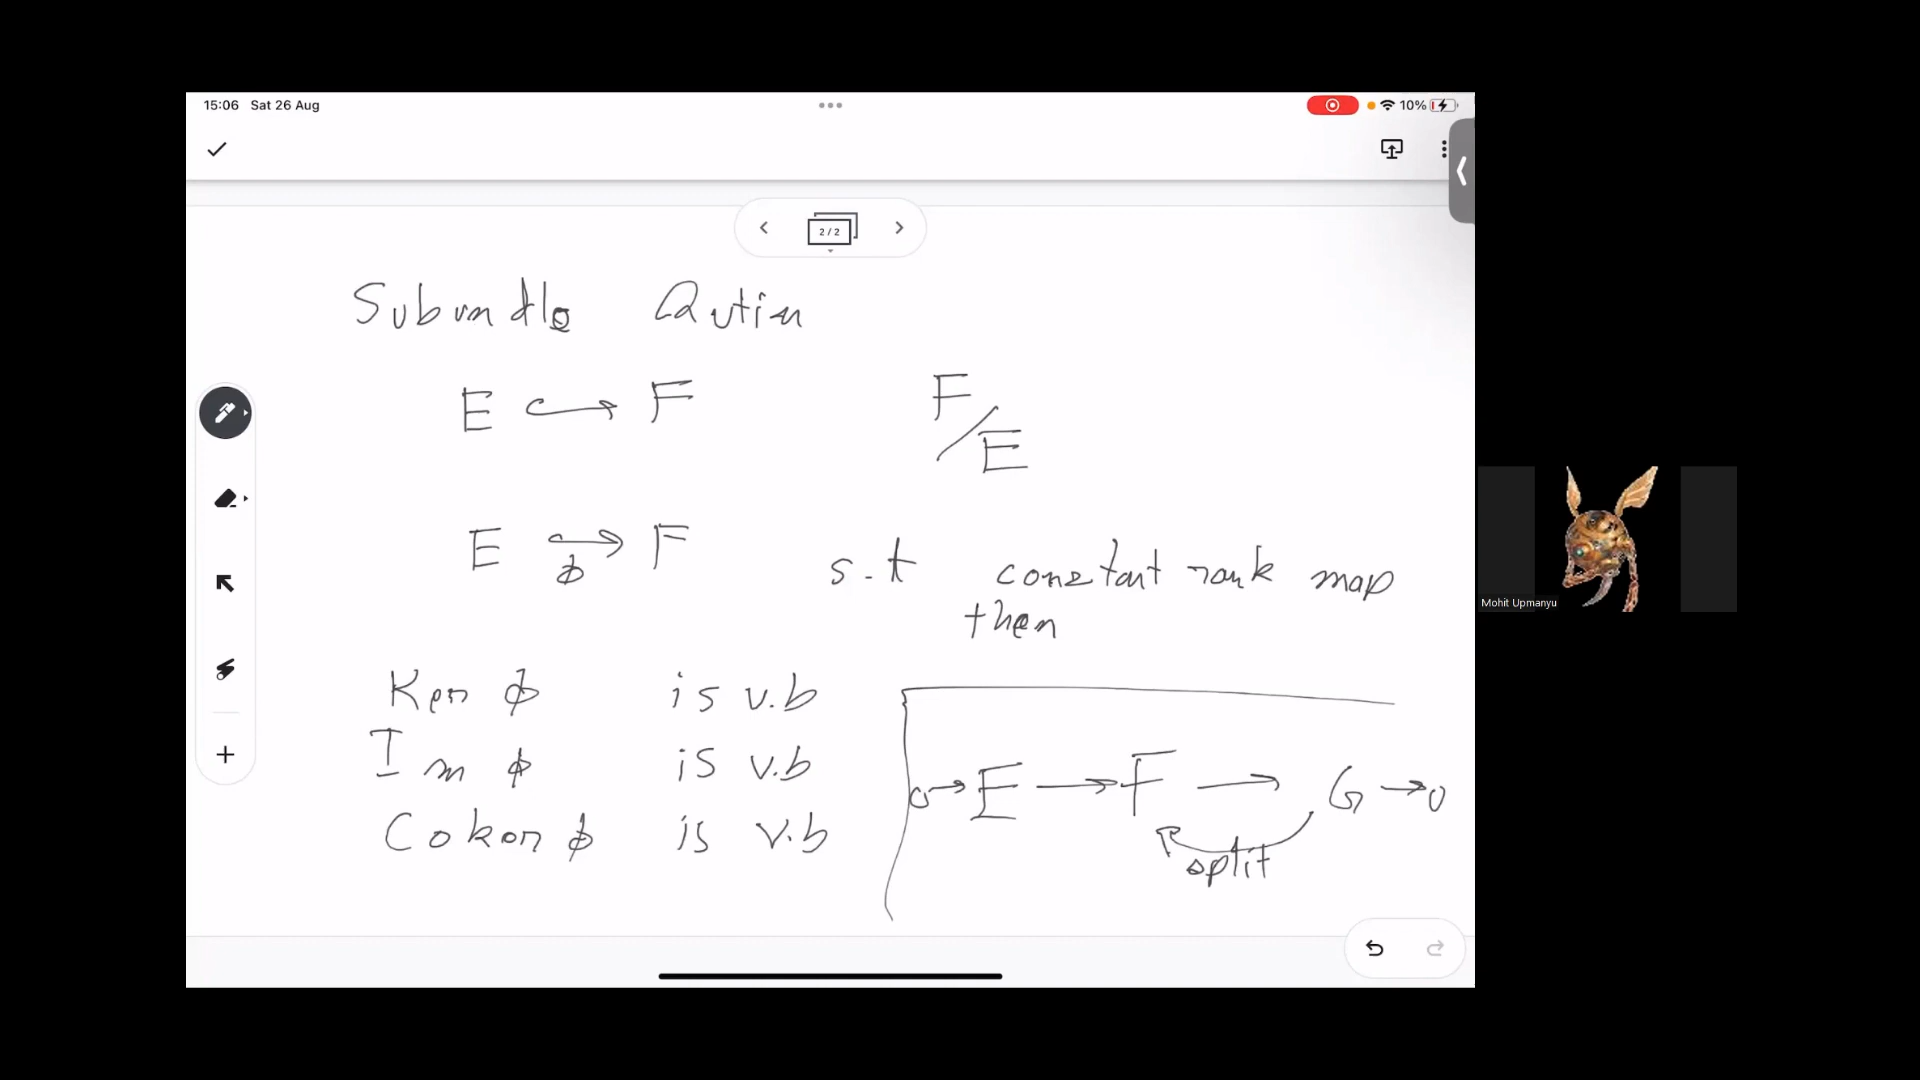 15:06 Sat 26 Aug
10%
2 / 2
Subundle
E ↪ F F/E
E ↪ F s.t constant rank map
ϕ
then
Ker ϕ is v.b
Im ϕ is v.b
0 → E → F → G → 0
Coker ϕ is v.b
split
Mohit Upmanyu